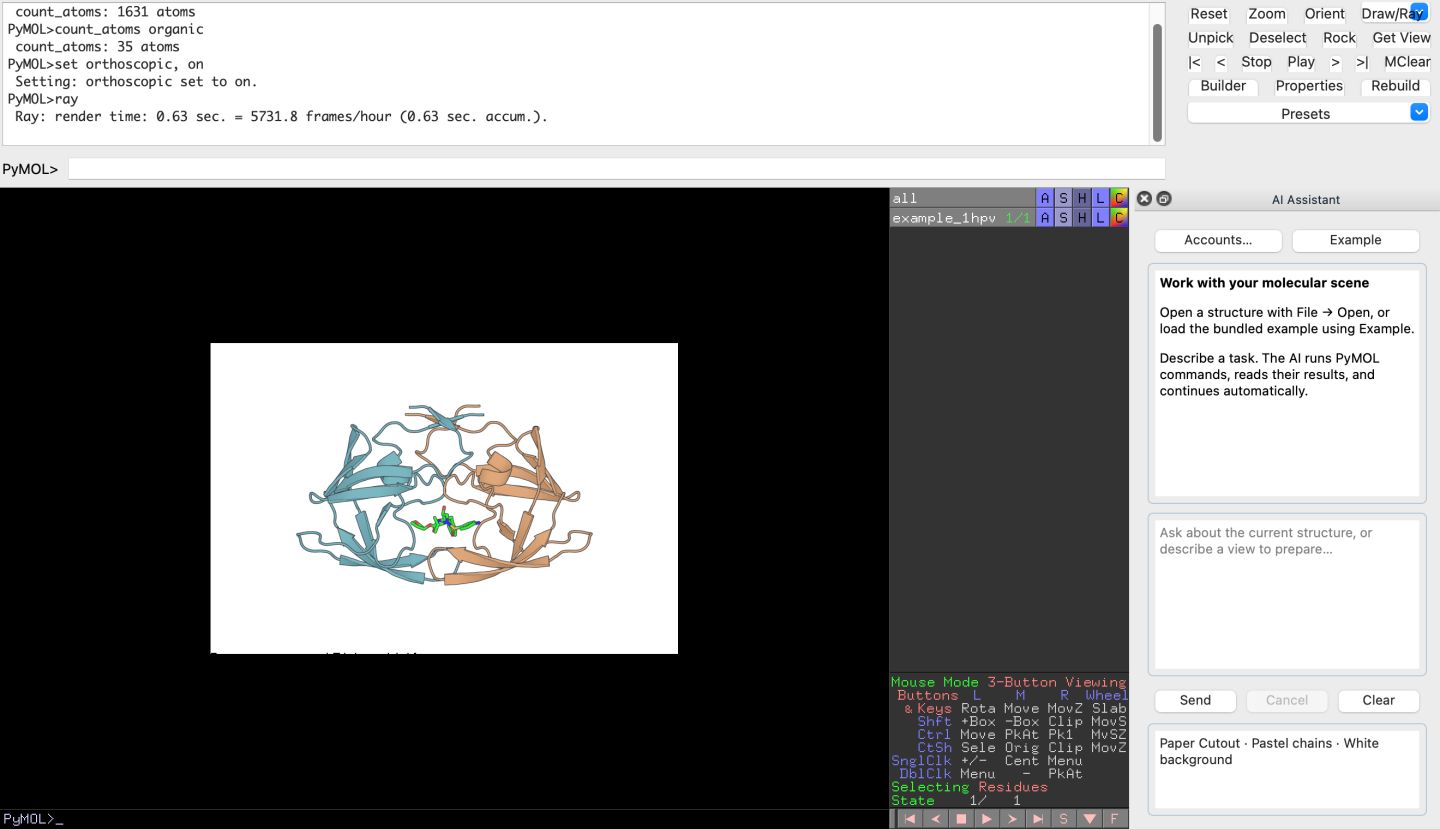 count_atoms: 1631 atoms
PyMOL>count_atoms organic
count_atoms: 35 atoms
PyMOL>set orthoscopic, on
Setting: orthoscopic set to on.
PyMOL>ray
Ray: render time: 0.63 sec. = 5731.8 frames/hour (0.63 sec. accum.).
PyMOL>
Reset Zoom Orient Draw/Ray
Unpick Deselect Rock Get View
|< < Stop Play > >| MClear
Builder Properties Rebuild
Presets
all A S H L C
example_1hpv 1/1 A S H L C
AI Assistant
Accounts... Example
Work with your molecular scene
Open a structure with File → Open, or
load the bundled example using Example.
Describe a task. The AI runs PyMOL
commands, reads their results, and
continues automatically.
Ask about the current structure, or
describe a view to prepare...
Send Cancel Clear
Paper Cutout · Pastel chains · White
background
Mouse Mode 3-Button Viewing
Buttons L M R Wheel
& Keys Rota Move MovZ Slab
Shft +Box -Box Clip MovS
Ctrl Move PkAt Pk1 MvSZ
CtSh Sele Orig Clip MovZ
SnglClk +/- Cent Menu
DblClk Menu - PkAt
Selecting Residues
State 1/ 1
S F
PyMOL>_